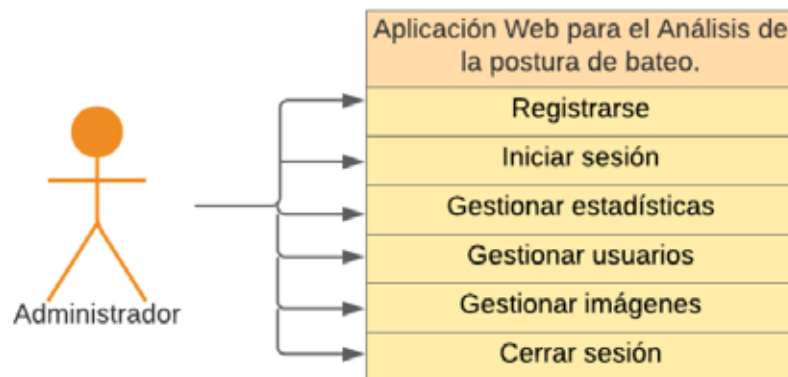 Aplicación Web para el Análisis de
la postura de bateo.
Registrarse
Iniciar sesión
Gestionar estadísticas
Gestionar usuarios
Gestionar imágenes
Cerrar sesión
Administrador